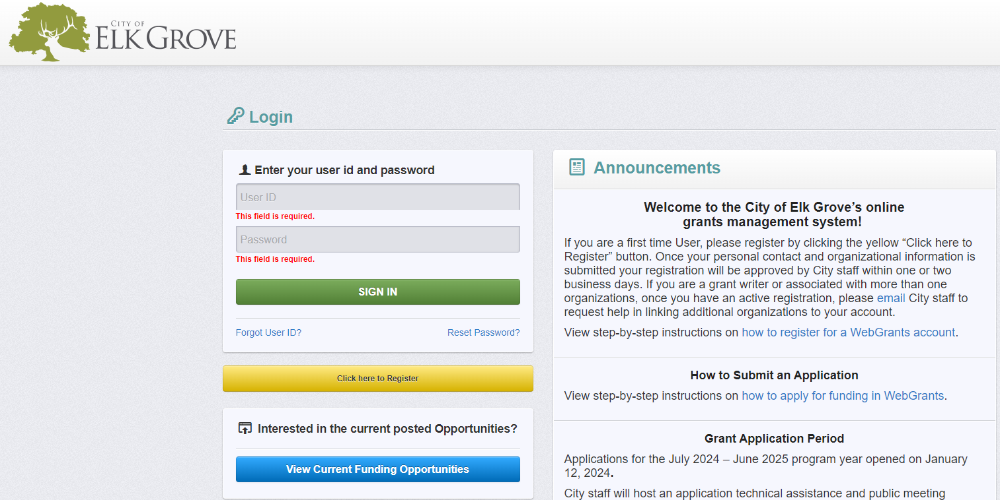 CITY OF
ELK GROVE
Login
Enter your user id and password
User ID
This field is required.
Password
This field is required.
SIGN IN
Forgot User ID?
Reset Password?
Click here to Register
Interested in the current posted Opportunities?
View Current Funding Opportunities
Announcements
Welcome to the City of Elk Grove’s online
grants management system!
If you are a first time User, please register by clicking the yellow “Click here to
Register” button. Once your personal contact and organizational information is
submitted your registration will be approved by City staff within one or two
business days. If you are a grant writer or associated with more than one
organizations, once you have an active registration, please email City staff to
request help in linking additional organizations to your account.
View step-by-step instructions on how to register for a WebGrants account.
How to Submit an Application
View step-by-step instructions on how to apply for funding in WebGrants.
Grant Application Period
Applications for the July 2024 – June 2025 program year opened on January
12, 2024.
City staff will host an application technical assistance and public meeting